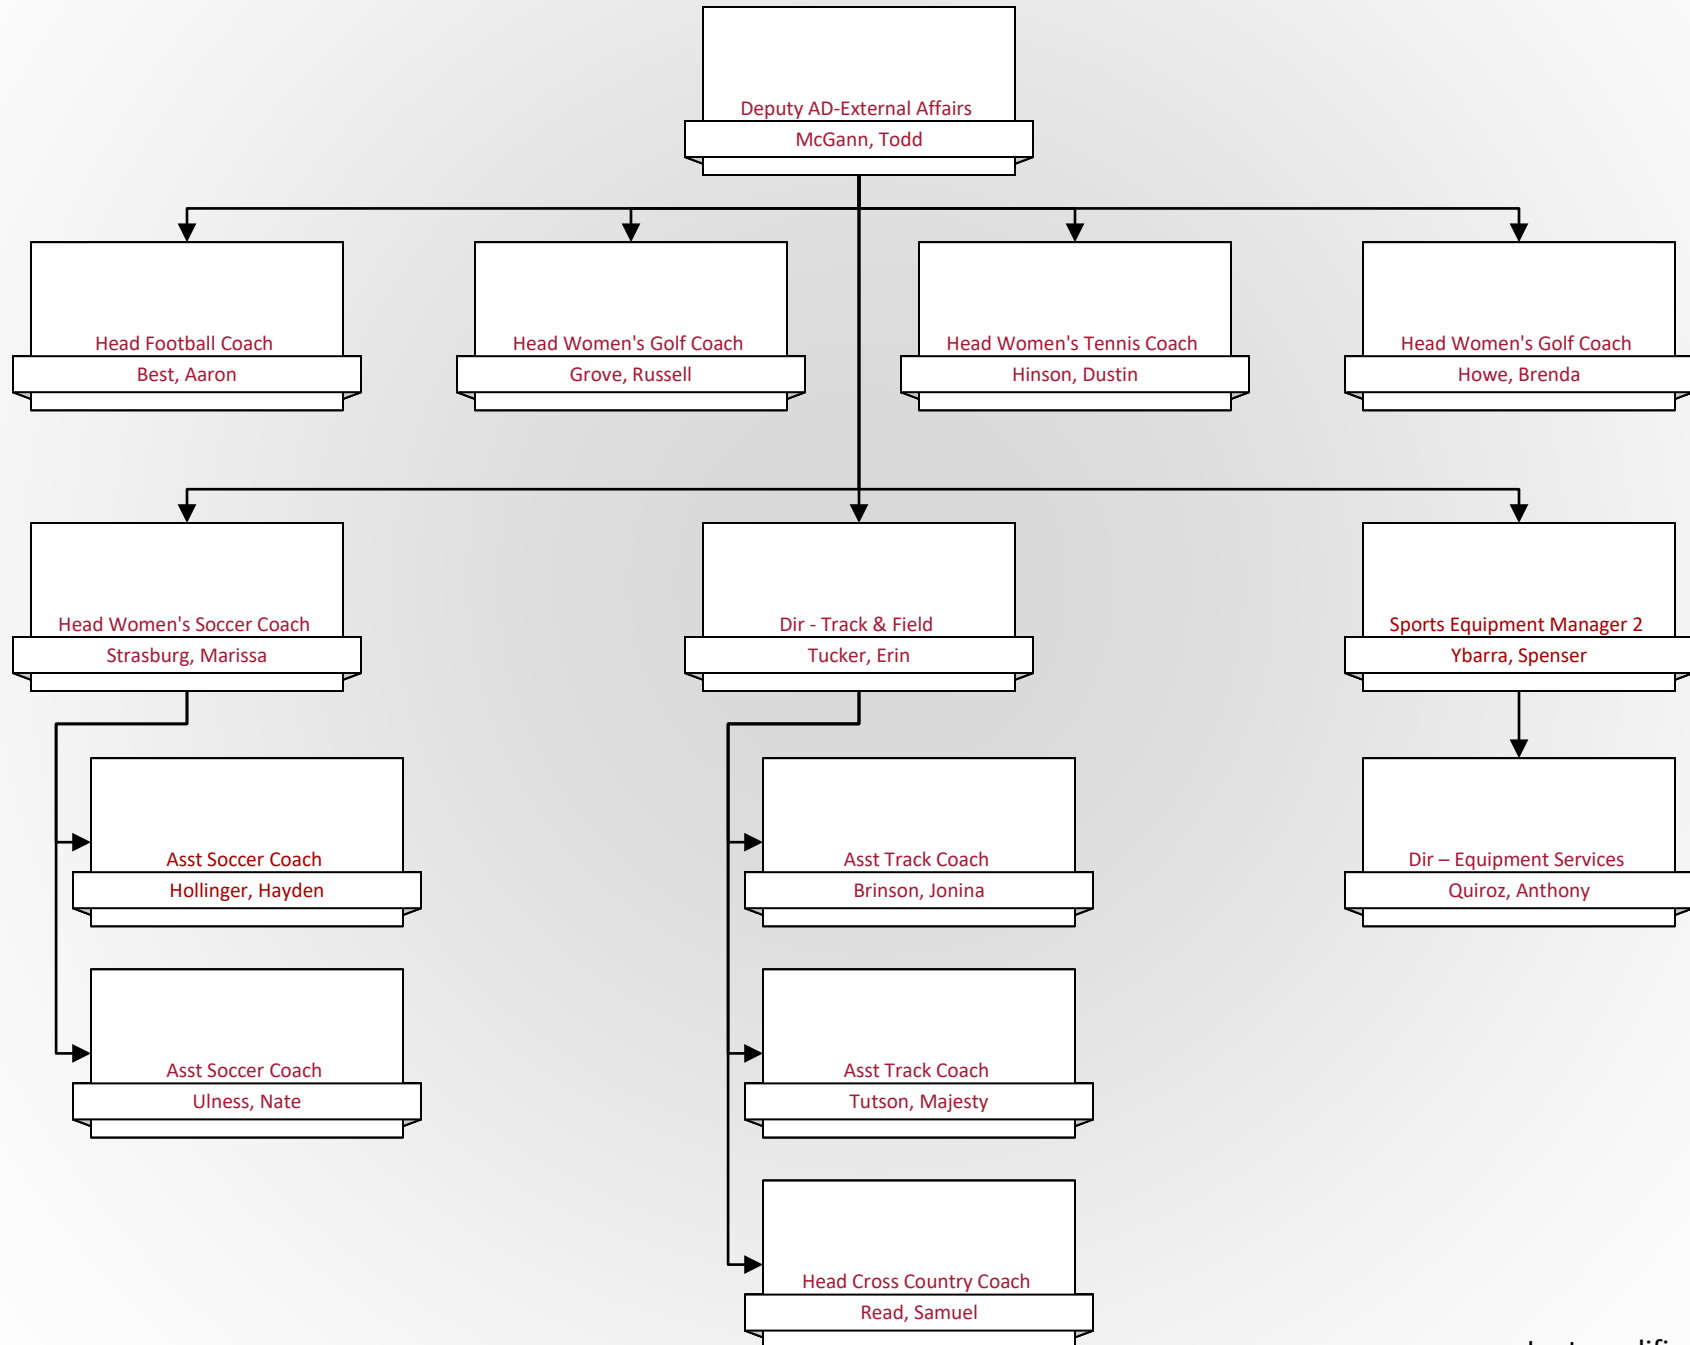 Deputy AD-External Affairs
McGann, Todd
Head Football Coach
Best, Aaron
Head Women's Golf Coach
Grove, Russell
Head Women's Tennis Coach
Hinson, Dustin
Head Women's Golf Coach
Howe, Brenda
Head Women's Soccer Coach
Strasburg, Marissa
Dir - Track & Field
Tucker, Erin
Sports Equipment Manager 2
Ybarra, Spenser
Asst Soccer Coach
Hollinger, Hayden
Asst Track Coach
Brinson, Jonina
Dir – Equipment Services
Quiroz, Anthony
Asst Soccer Coach
Ulness, Nate
Asst Track Coach
Tutson, Majesty
Head Cross Country Coach
Read, Samuel